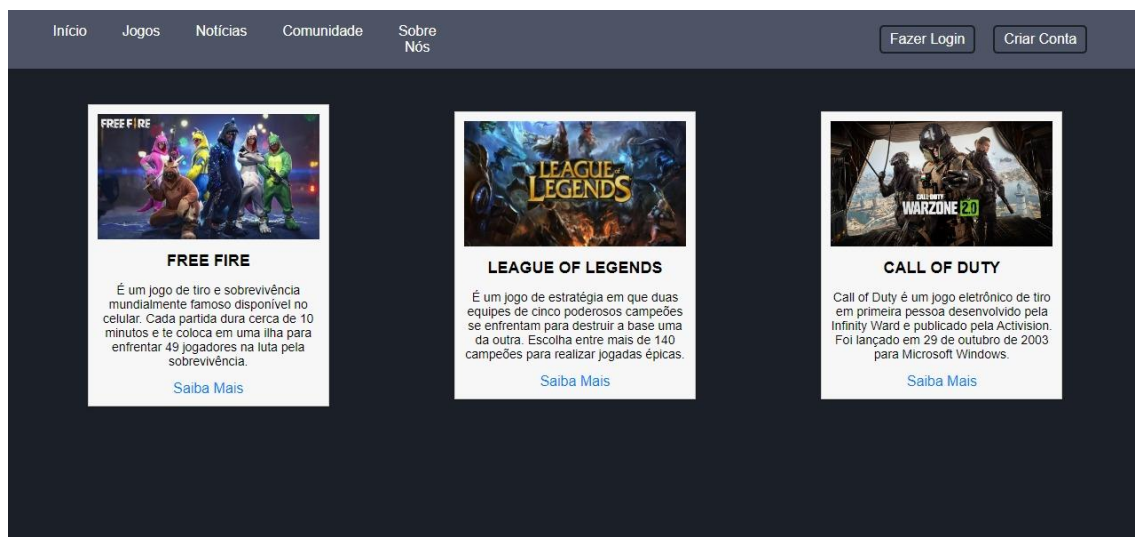 Início Jogos Notícias Comunidade Sobre
Nós
Fazer Login Criar Conta
FREE FIRE
FREE FIRE
É um jogo de tiro e sobrevivência
mundialmente famoso disponível no
celular. Cada partida dura cerca de 10
minutos e te coloca em uma ilha para
enfrentar 49 jogadores na luta pela
sobrevivência.
Saiba Mais
LEAGUE OF
LEGENDS
LEAGUE OF LEGENDS
É um jogo de estratégia em que duas
equipes de cinco poderosos campeões
se enfrentam para destruir a base uma
da outra. Escolha entre mais de 140
campeões para realizar jogadas épicas.
Saiba Mais
CALL OF DUTY
WARZONE 2.0
CALL OF DUTY
Call of Duty é um jogo eletrônico de tiro
em primeira pessoa desenvolvido pela
Infinity Ward e publicado pela Activision.
Foi lançado em 29 de outubro de 2003
para Microsoft Windows.
Saiba Mais